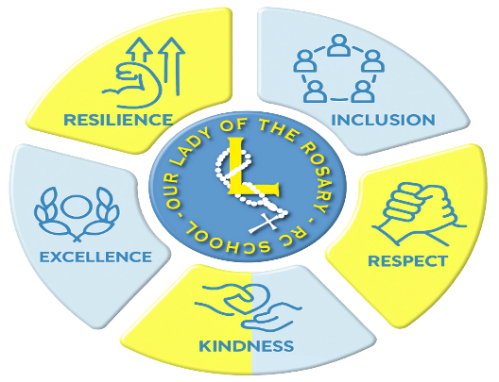 RESILIENCE
INCLUSION
OUR LADY OF THE ROSARY - RC SCHOOL -
L
EXCELLENCE
RESPECT
KINDNESS